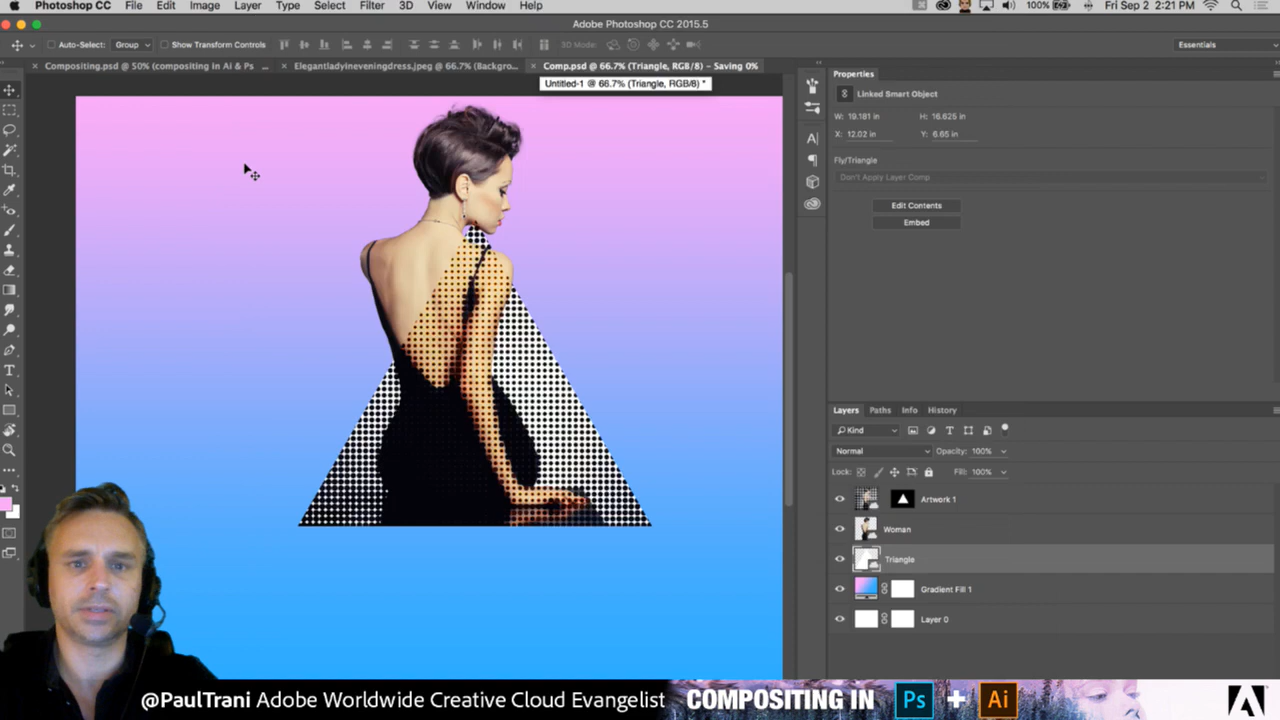 Photoshop CC File Edit Image Layer Type Select Filter 3D View Window Help 100% Fri Sep 2 2:21 PM
Adobe Photoshop CC 2015.5
Auto-Select: Group Show Transform Controls 3D Mode: Essentials
Compositing.psd @ 50% (compositing in Ai & Ps ...
Elegantladyineveningdress.jpeg @ 66.7% (Backgro...
Comp.psd @ 66.7% (Triangle, RGB/8) - Saving 0%
Untitled-1 @ 66.7% (Triangle, RGB/8) *
Properties
Linked Smart Object
W: 19.181 in H: 16.625 in
X: 12.02 in Y: 6.65 in
Fly/Triangle
Don't Apply Layer Comp
Edit Contents
Embed
Layers Paths Info History
Kind
Normal Opacity: 100%
Lock: Fill: 100%
Artwork 1
Woman
Triangle
Gradient Fill 1
Layer 0
@PaulTrani Adobe Worldwide Creative Cloud Evangelist COMPOSITING IN Ps + Ai